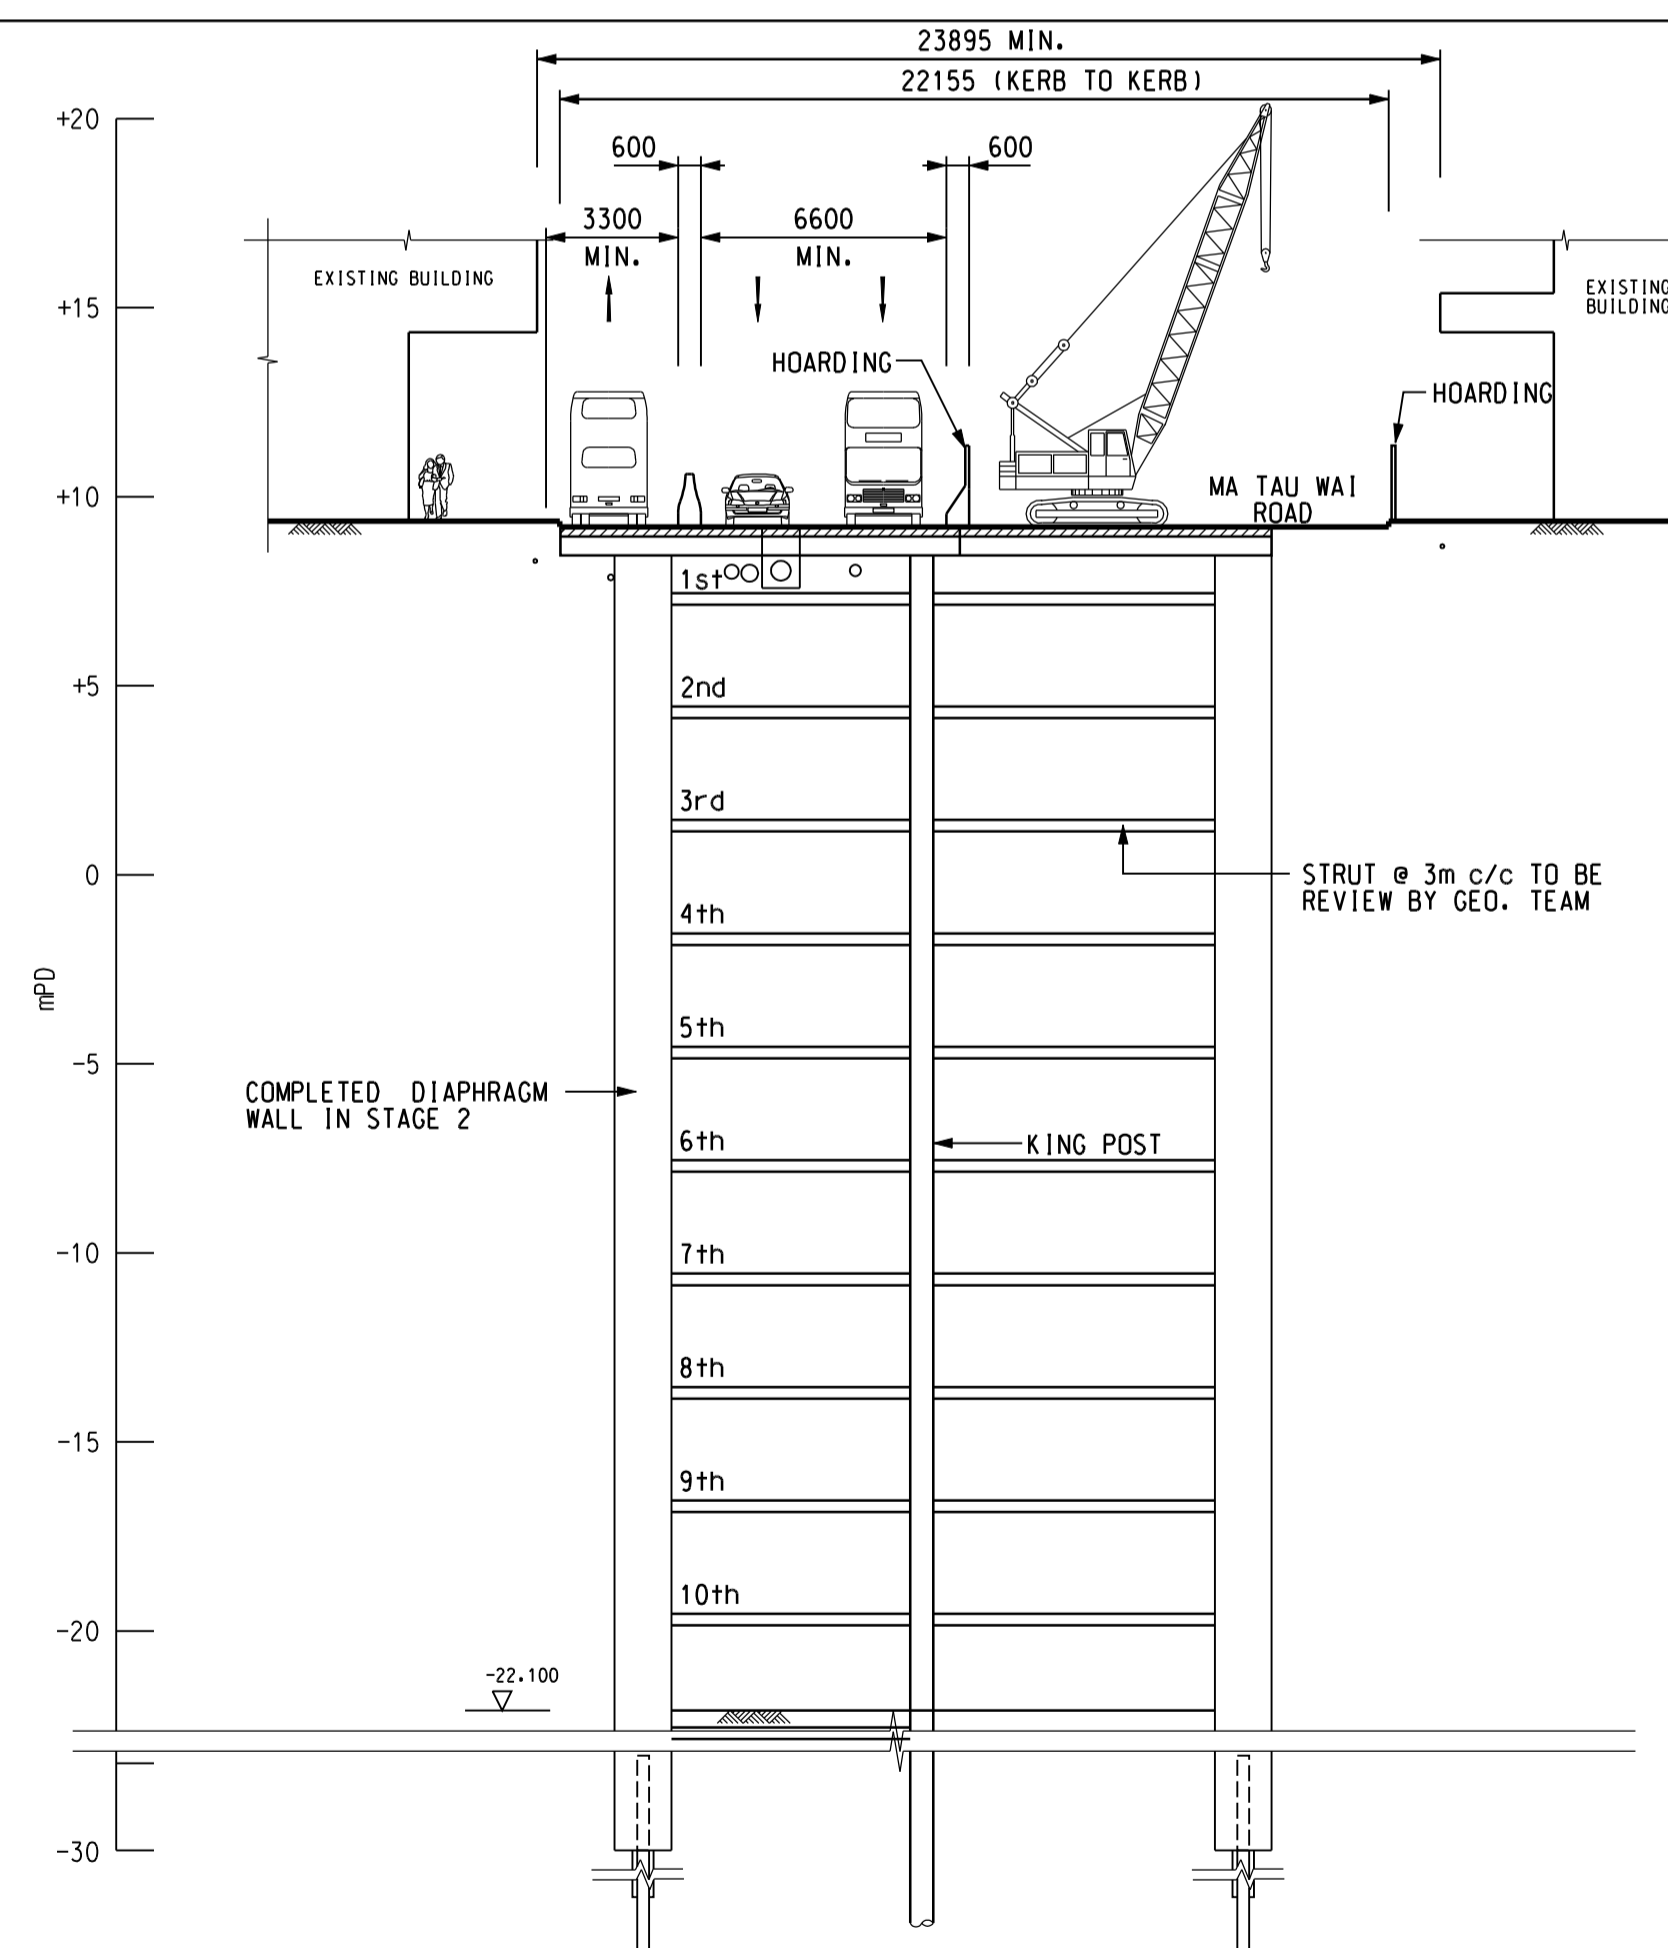 23895 MIN.
22155 (KERB TO KERB)
+20
600
600
3300
MIN.
6600
MIN.
EXISTING BUILDING
EXISTING
BUILDING
+15
HOARDING
HOARDING
+10
MA TAU WAI
ROAD
1st
+5
2nd
3rd
0
STRUT @ 3m c/c TO BE
REVIEW BY GEO. TEAM
4th
mPD
5th
-5
COMPLETED DIAPHRAGM
WALL IN STAGE 2
6th
KING POST
-10
7th
8th
-15
9th
10th
-20
-22.100
-30